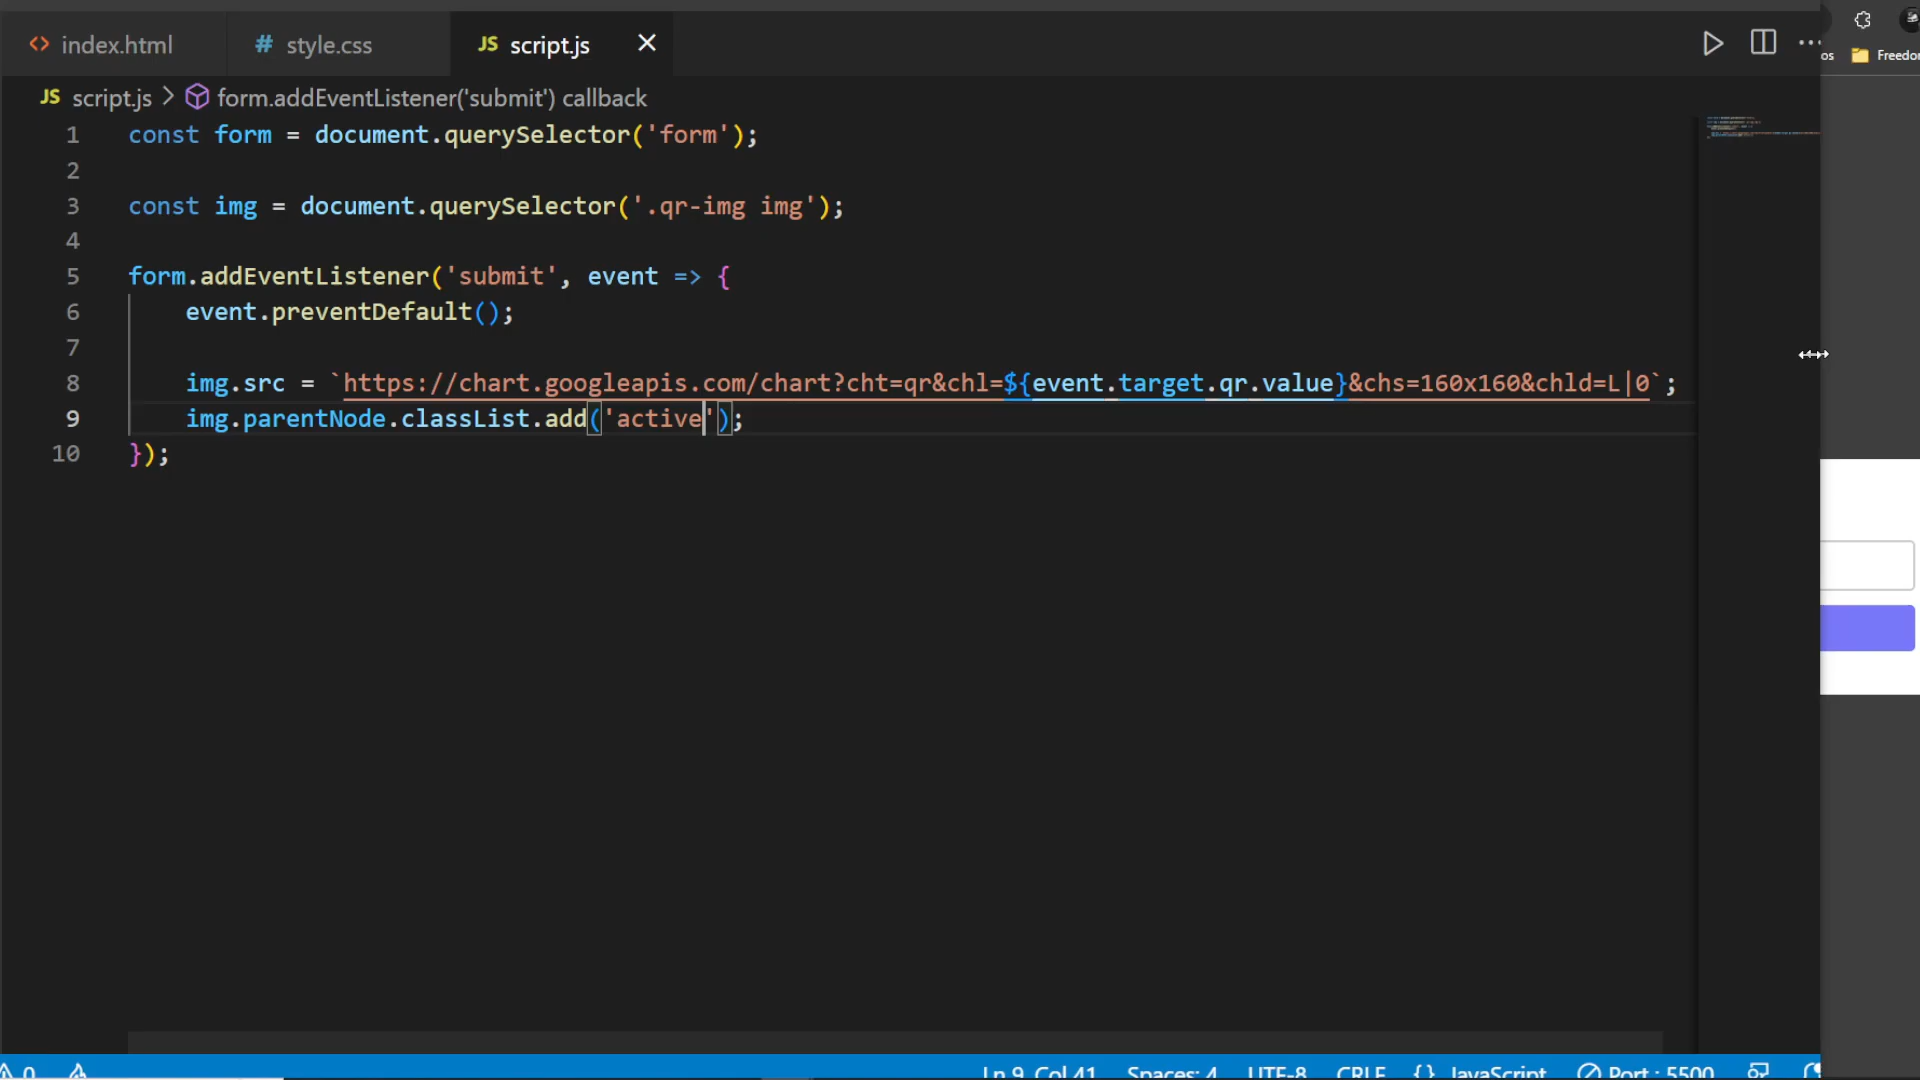 index.html
style.css
JS script.js
os
Freedo
JS script.js > form.addEventListener('submit') callback
1 const form = document.querySelector('form');
2
3 const img = document.querySelector('.qr-img img');
4
5 form.addEventListener('submit', event => {
6 event.preventDefault();
7
8 img.src = `https://chart.googleapis.com/chart?cht=qr&chl=${event.target.qr.value}&chs=160x160&chld=L|0`;
9 img.parentNode.classList.add('active');
10 });
0
Ln 9, Col 41
Spaces: 4
UTF-8
CRLF
{} JavaScript
Port : 5500